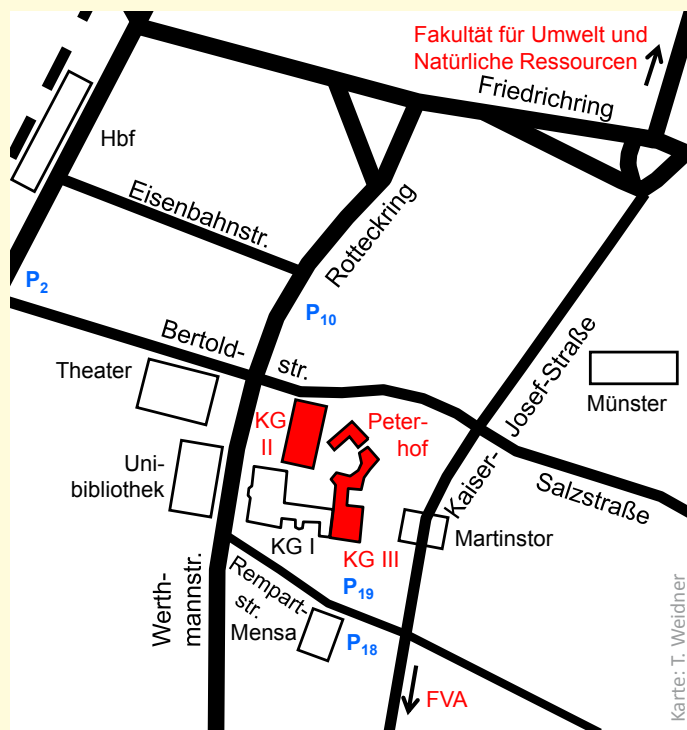 Fakultät für Umwelt und
Natürliche Ressourcen
Friedrichring
Hbf
Eisenbahnstr.
Rotteckring
P2
P10
Bertold-
str.
Josef-Straße
Theater
Münster
KG
II
Peter-
hof
Uni-
bibliothek
Kaiser-
Salzstraße
KG I
KG III
Martinstor
P19
Werth-
mannstr.
Rempart-
str.
Mensa
P18
FVA
Karte: T. Weidner